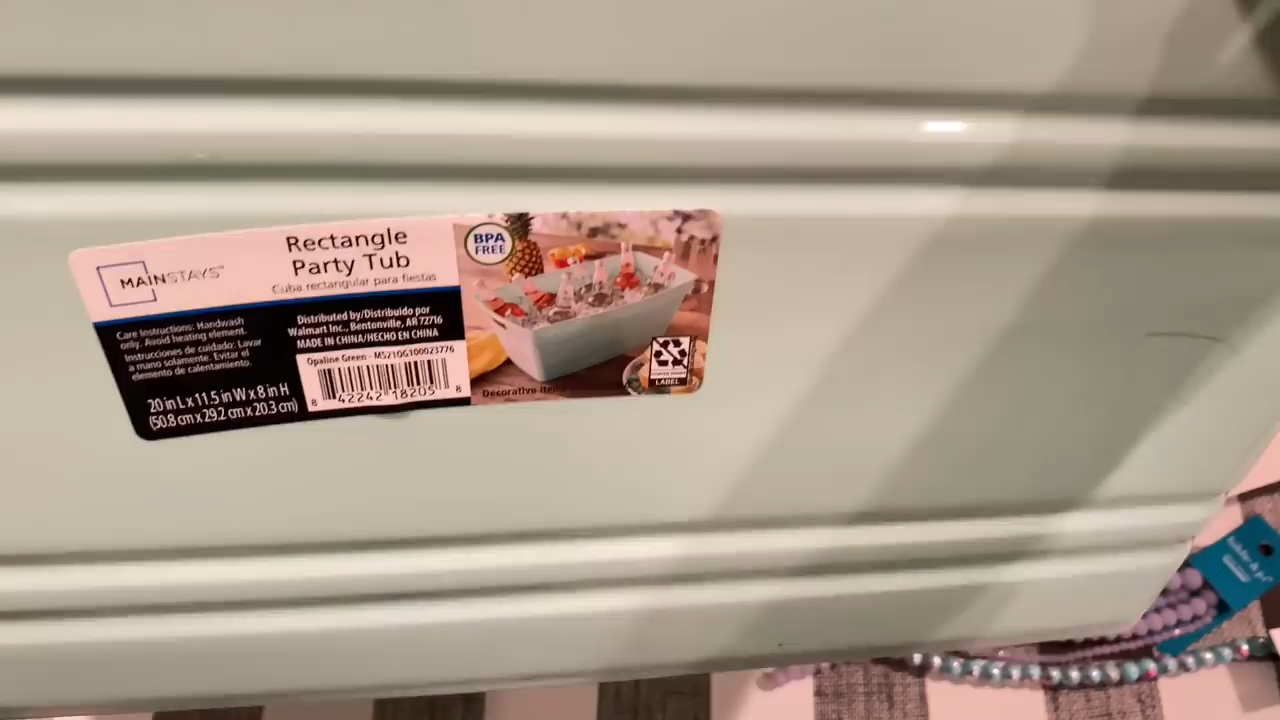 MAINSTAYS™
Rectangle
Party Tub
Cuba rectangular para fiestas
Care Instructions: Handwash
only. Avoid heating element.
Instrucciones de cuidado: Lavar
a mano solamente. Evitar el
elemento de calentamiento.
20 in L x 11.5 in W x 8 in H
(50.8 cm x 29.2 cm x 20.3 cm)
Distributed by/Distribuido por
Walmart Inc., Bentonville, AR 72716
MADE IN CHINA/HECHO EN CHINA
Opaline Green - MS21OG100023776
8 42242 18205 8
BPA
FREE
Decorative
LABEL